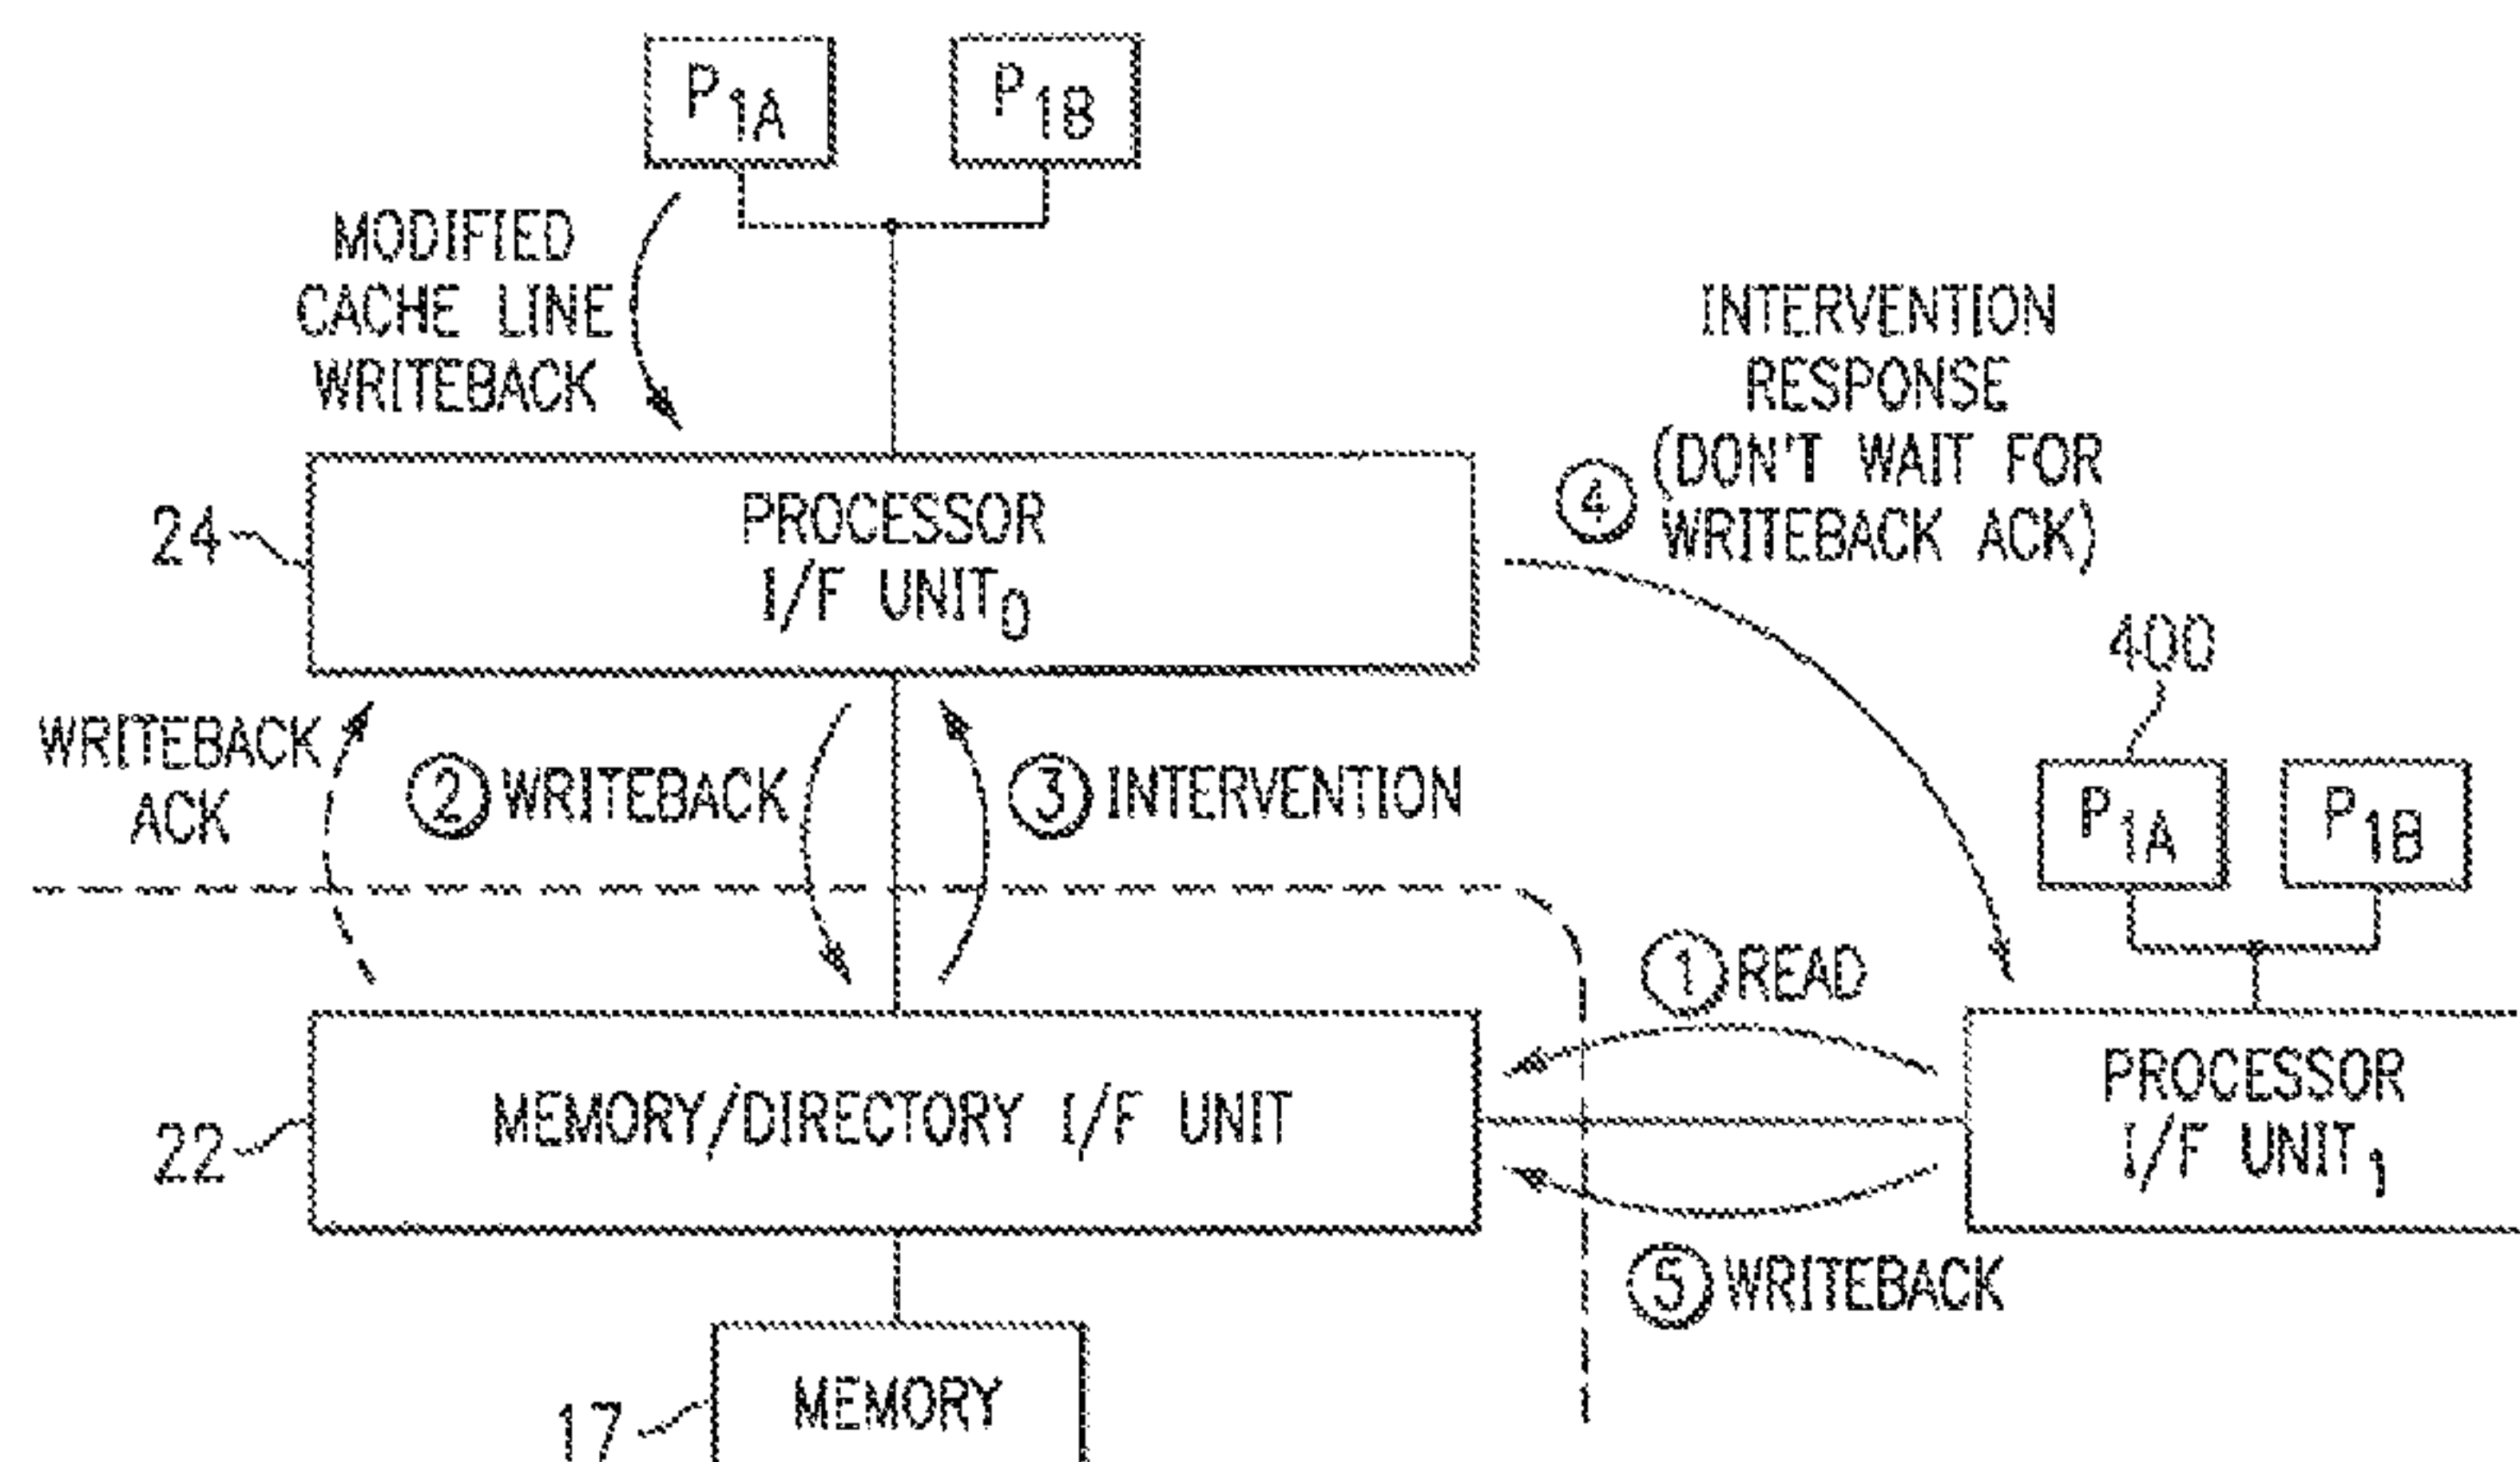 P1A
P1B
MODIFIED
CACHE LINE
WRITEBACK
INTERVENTION
RESPONSE
(DON'T WAIT FOR
WRITEBACK ACK)
4
24
PROCESSOR
I/F UNIT0
400
WRITEBACK
ACK
2 WRITEBACK
3 INTERVENTION
P1A
P1B
1 READ
22
MEMORY/DIRECTORY I/F UNIT
PROCESSOR
I/F UNIT1
5 WRITEBACK
17
MEMORY